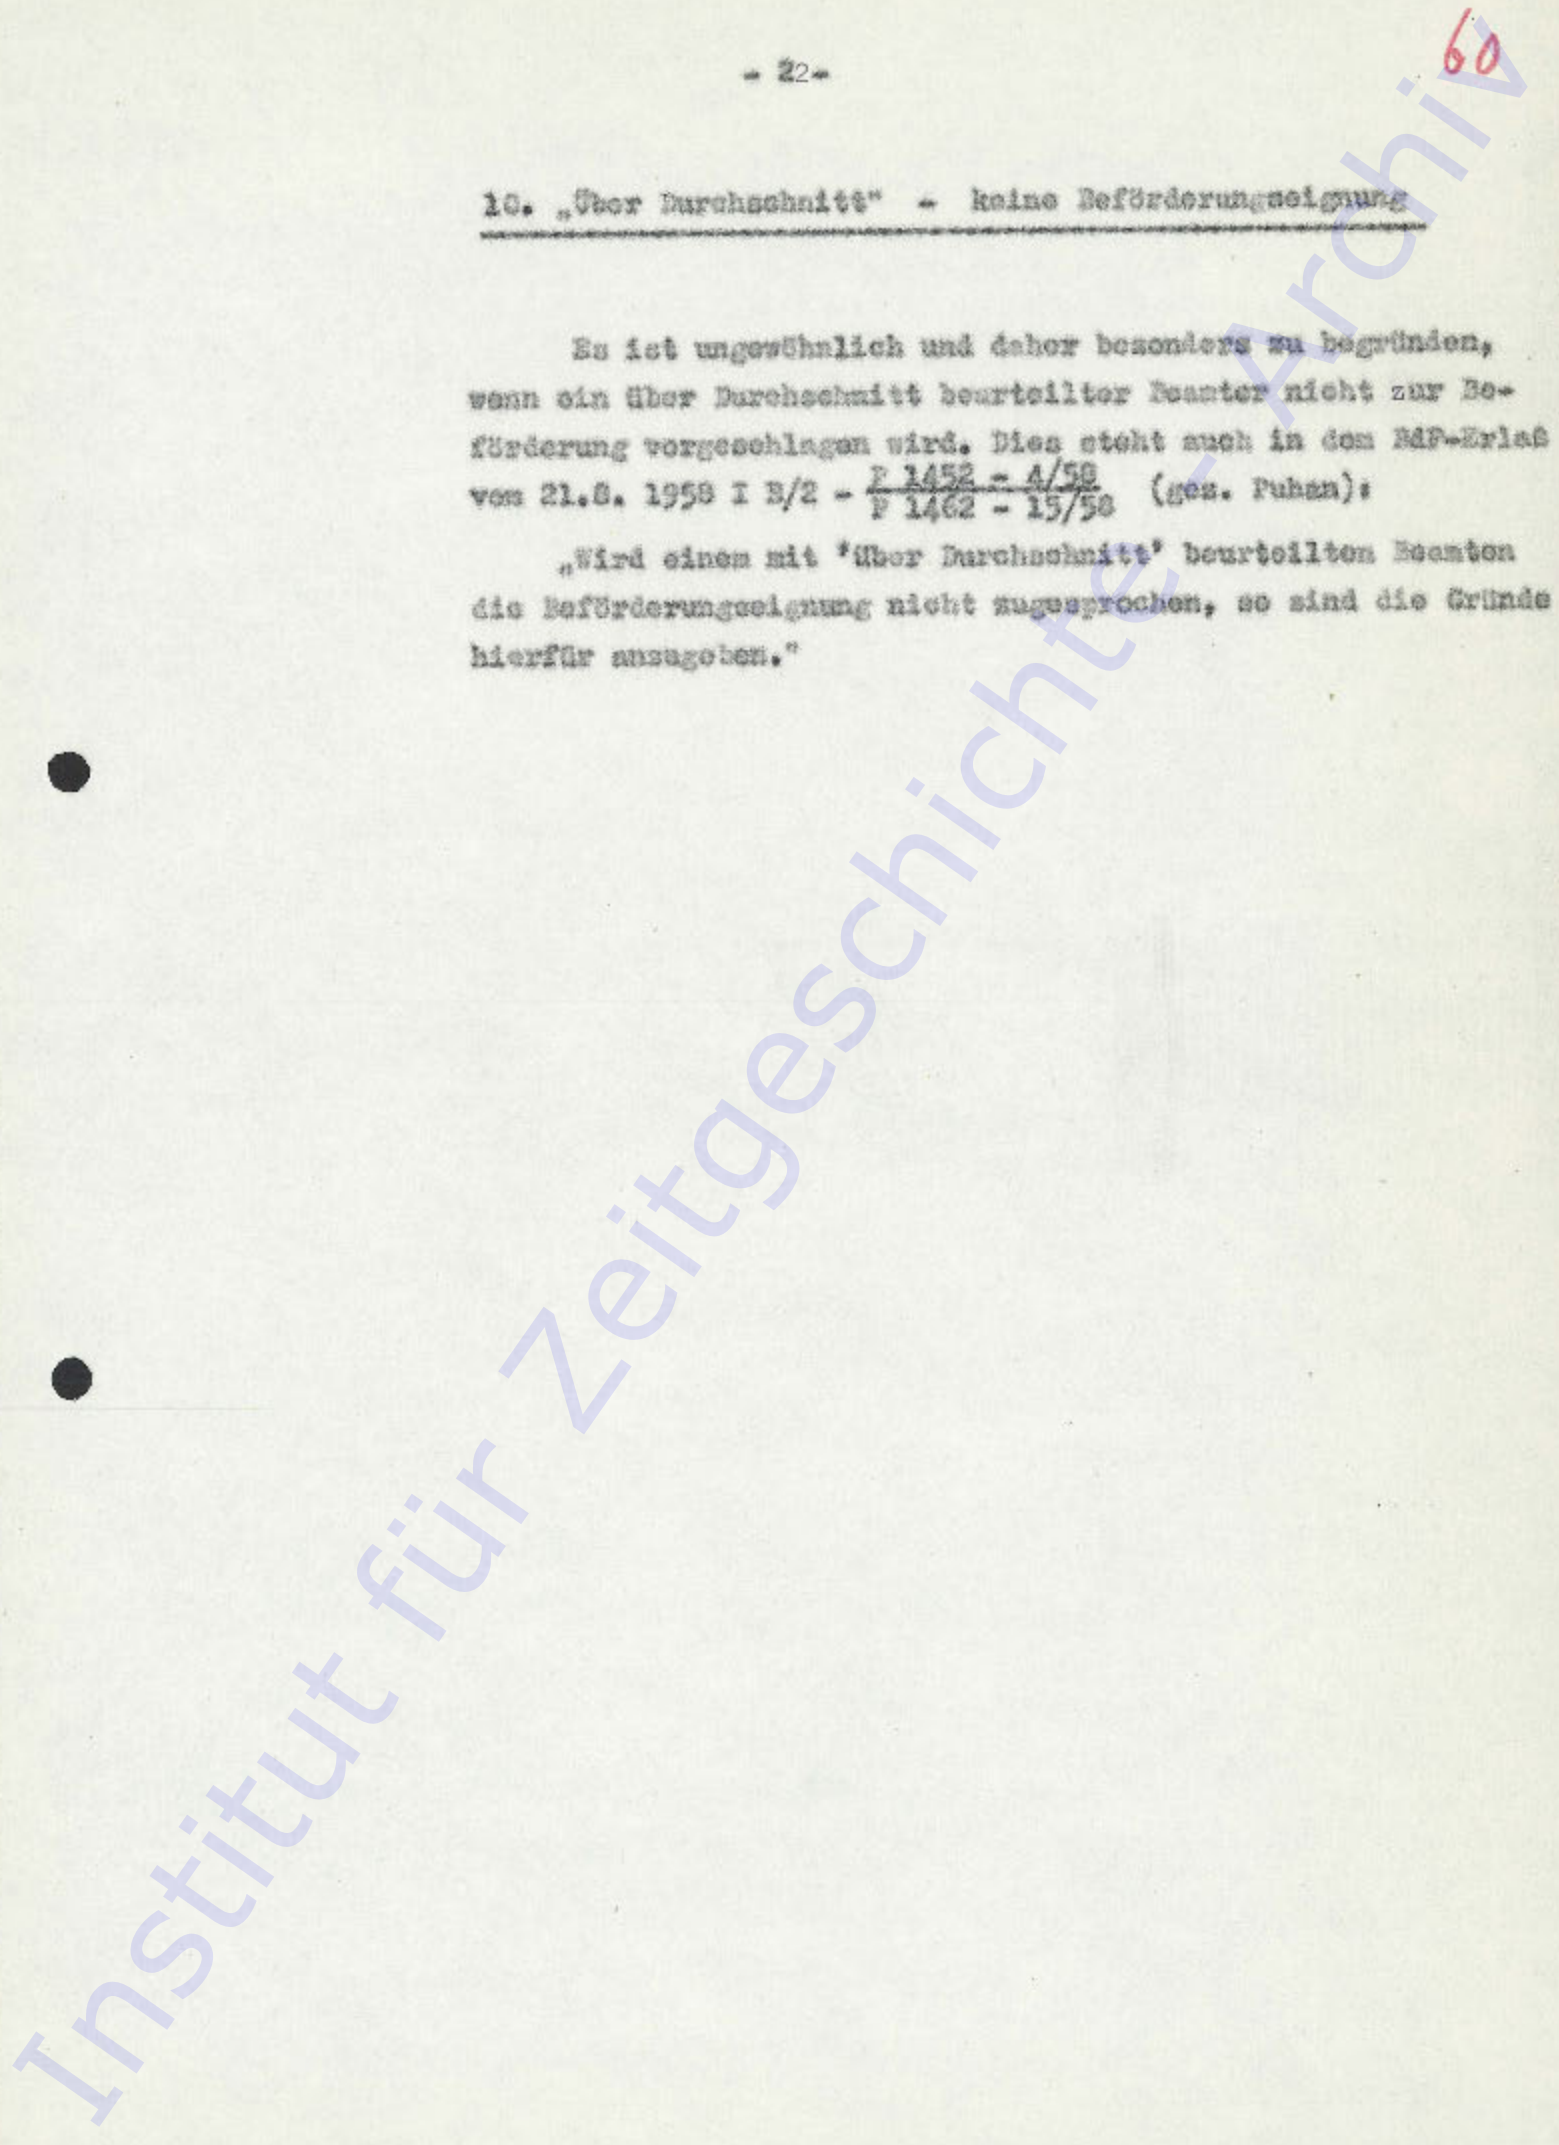 60
- 22-
10. „Über Durchschnitt" - keine Beförderungseignung
Es ist ungewöhnlich und daher besonders zu begründen,
wenn ein über Durchschnitt beurteilter Beamter nicht zur Be-
förderung vorgeschlagen wird. Dies steht auch in dem BdF-Erlaß
vom 21.8. 1958 I B/2 - P 1452 - 4/58
P 1462 - 15/58 (gez. Puhan):
„Wird einem mit 'über Durchschnitt' beurteilten Beamten
die Beförderungseignung nicht zugesprochen, so sind die Gründe
hierfür anzugeben."
Institut für Zeitgeschichte - Archiv